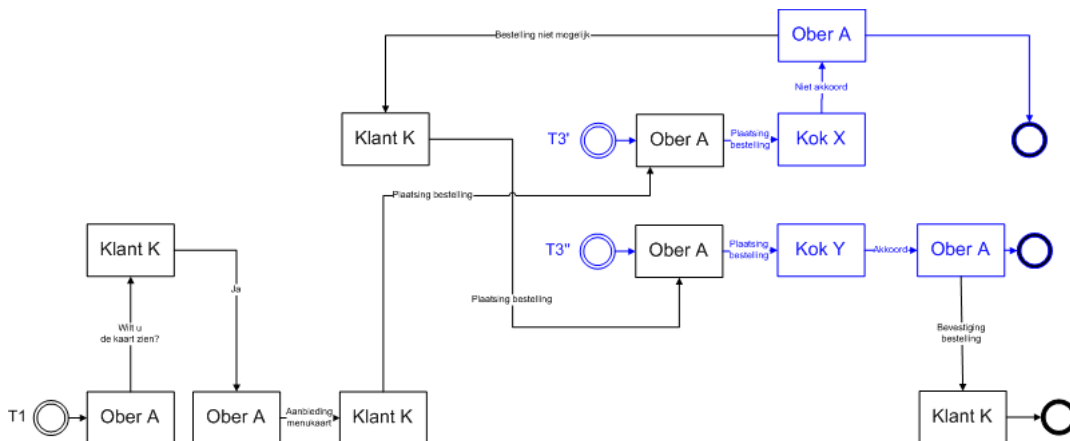 Ober A
Bestelling niet mogelijk
Niet akkoord
Klant K
T3'
Ober A
Plaatsing
bestelling
Kok X
Plaatsing bestelling
Klant K
T3"
Ober A
Plaatsing
bestelling
Kok Y
Akkoord
Ober A
Ja
Plaatsing bestelling
Wilt u
de kaart zien?
Bevestiging
bestelling
T1
Ober A
Ober A
Aanbieding
menukaart
Klant K
Klant K